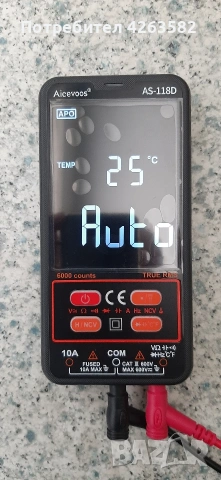 Потребител 4263582
Aicevoos®
AS-118D
APO
TEMP 25 °C
Auto
6000 counts
TRUE RMS
CE
H/NCV
10A COM
FUSED
10A MAX
CAT III 600V
MAX 600V